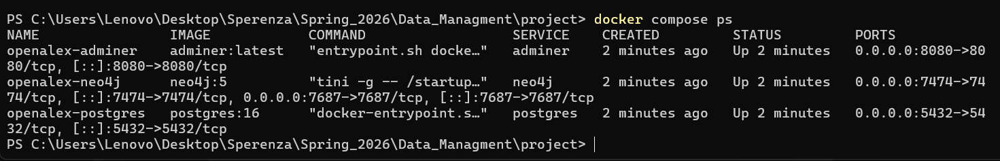 PS C:\Users\Lenovo\Desktop\Sperenza\Spring_2026\Data_Managment\project> docker compose ps
NAME                IMAGE            COMMAND                  SERVICE    CREATED         STATUS         PORTS
openalex-adminer    adminer:latest   "entrypoint.sh docke…"   adminer    2 minutes ago   Up 2 minutes   0.0.0.0:8080->80
80/tcp, [::]:8080->8080/tcp
openalex-neo4j      neo4j:5          "tini -g -- /startup…"   neo4j      2 minutes ago   Up 2 minutes   0.0.0.0:7474->74
74/tcp, [::]:7474->7474/tcp, 0.0.0.0:7687->7687/tcp, [::]:7687->7687/tcp
openalex-postgres   postgres:16      "docker-entrypoint.s…"   postgres   2 minutes ago   Up 2 minutes   0.0.0.0:5432->54
32/tcp, [::]:5432->5432/tcp
PS C:\Users\Lenovo\Desktop\Sperenza\Spring_2026\Data_Managment\project>